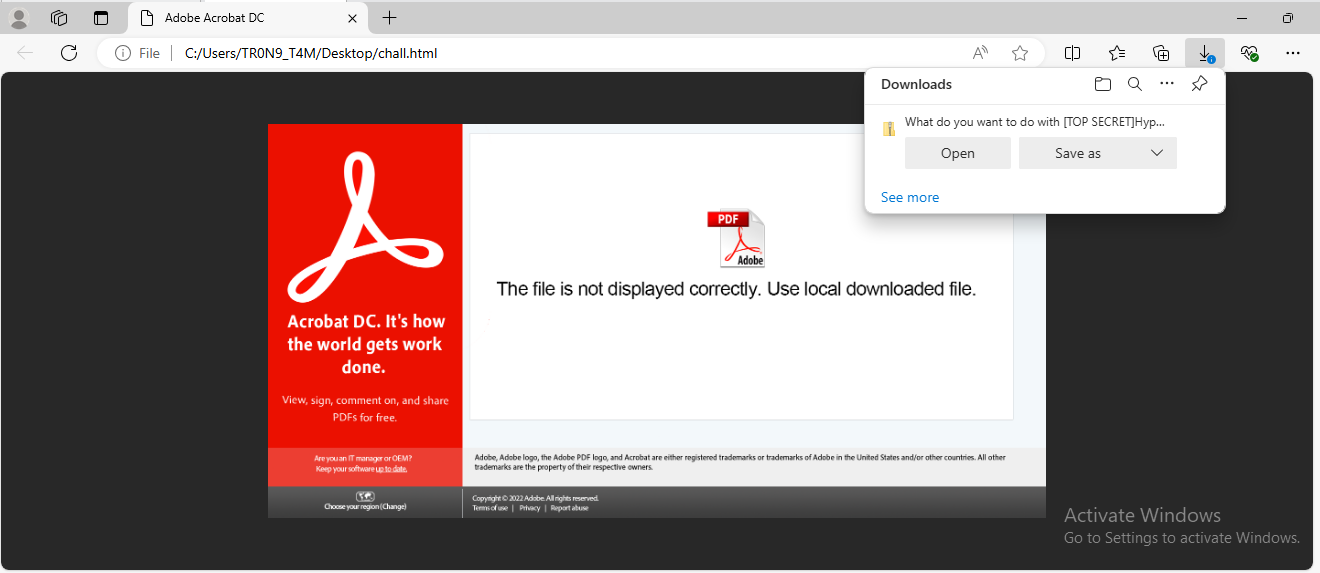 Adobe Acrobat DC
File
C:/Users/TR0N9_T4M/Desktop/chall.html
Downloads
What do you want to do with [TOP SECRET]Hyp...
Open
Save as
See more
PDF
Adobe
The file is not displayed correctly. Use local downloaded file.
Acrobat DC. It's how
the world gets work
done.
View, sign, comment on, and share
PDFs for free.
Are you an IT manager or OEM?
Keep your software up to date.
Adobe, Adobe logo, the Adobe PDF logo, and Acrobat are either registered trademarks or trademarks of Adobe in the United States and/or other countries. All other
trademarks are the property of their respective owners.
Choose your region (Change)
Copyright © 2022 Adobe. All rights reserved.
Terms of use | Privacy | Report abuse
Activate Windows
Go to Settings to activate Windows.